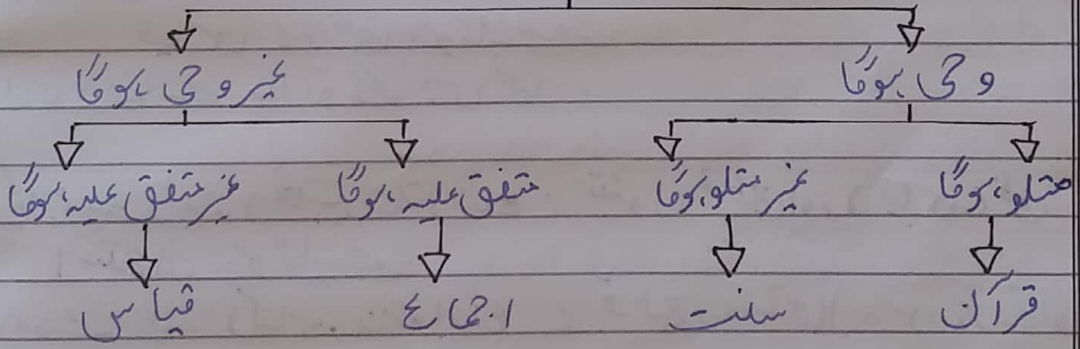 وحی ہوگا غیر وحی ہوگا
متلو ہوگا غیر متلو ہوگا متفق علیہ ہوگا غیر متفق علیہ ہوگا
قرآن سنت اجماع قیاس